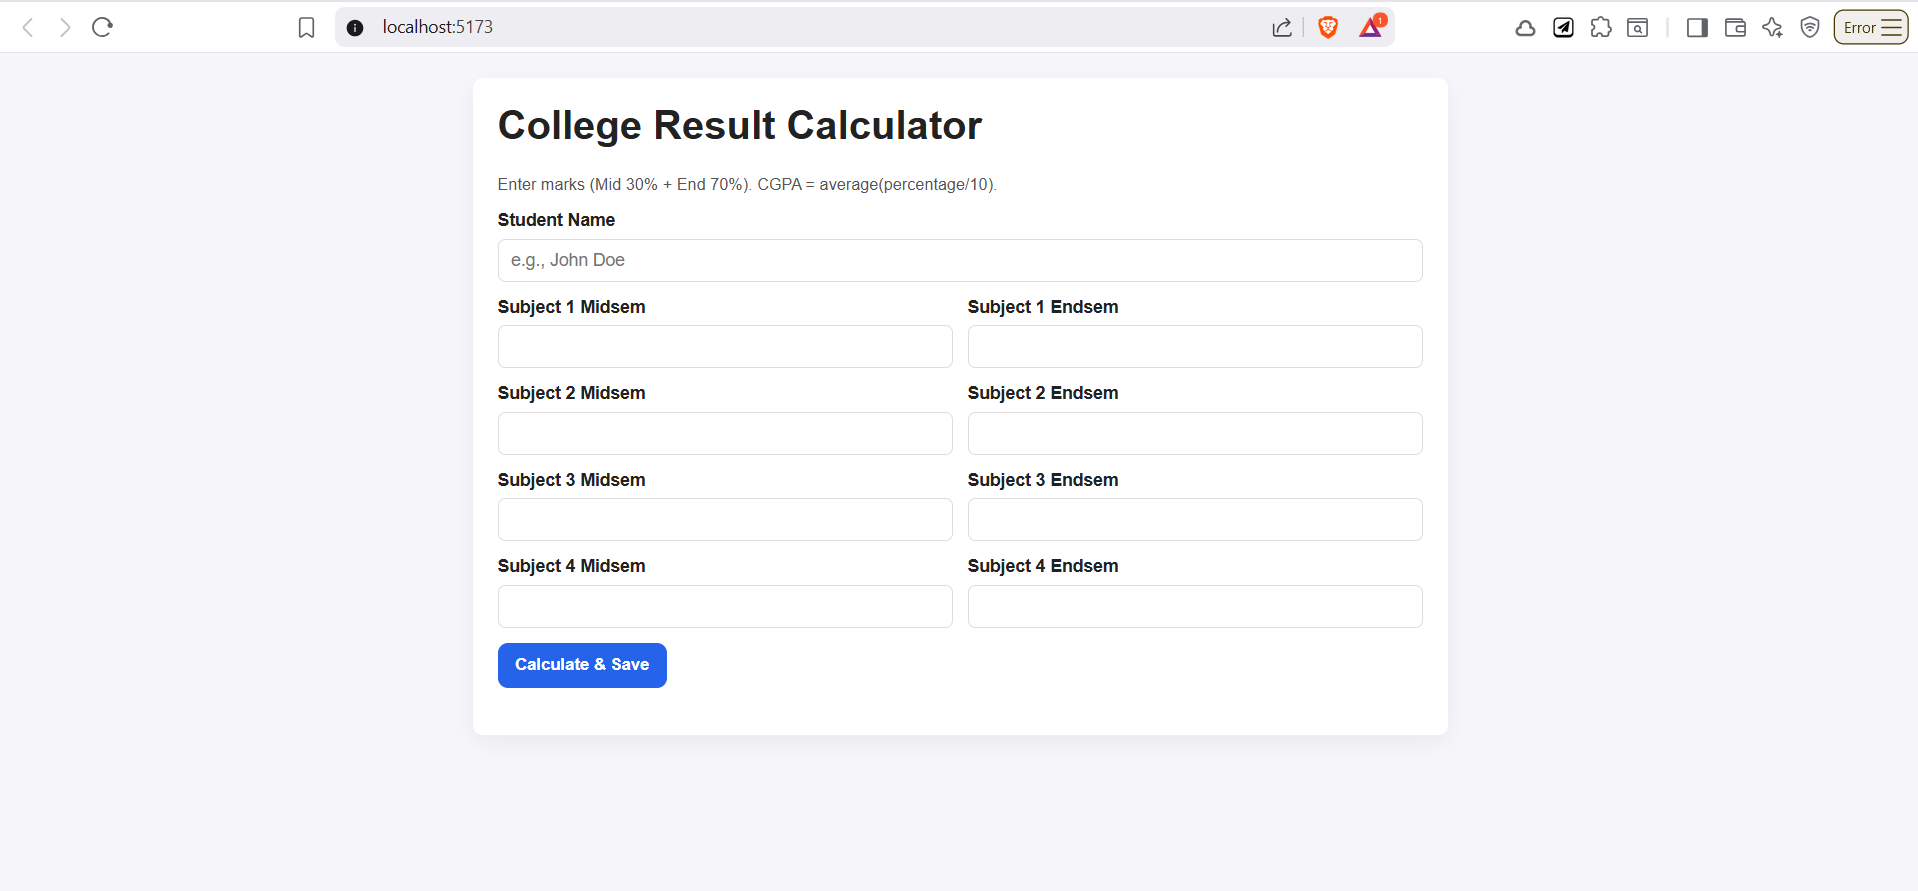 localhost:5173
1
Error
College Result Calculator
Enter marks (Mid 30% + End 70%). CGPA = average(percentage/10).
Student Name
e.g., John Doe
Subject 1 Midsem
Subject 1 Endsem
Subject 2 Midsem
Subject 2 Endsem
Subject 3 Midsem
Subject 3 Endsem
Subject 4 Midsem
Subject 4 Endsem
Calculate & Save